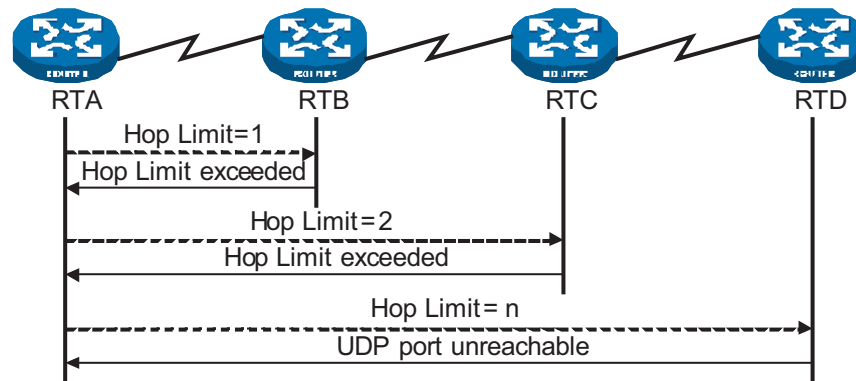 RTA
RTB
RTC
RTD
Hop Limit=1
Hop Limit exceeded
Hop Limit=2
Hop Limit exceeded
Hop Limit= n
UDP port unreachable